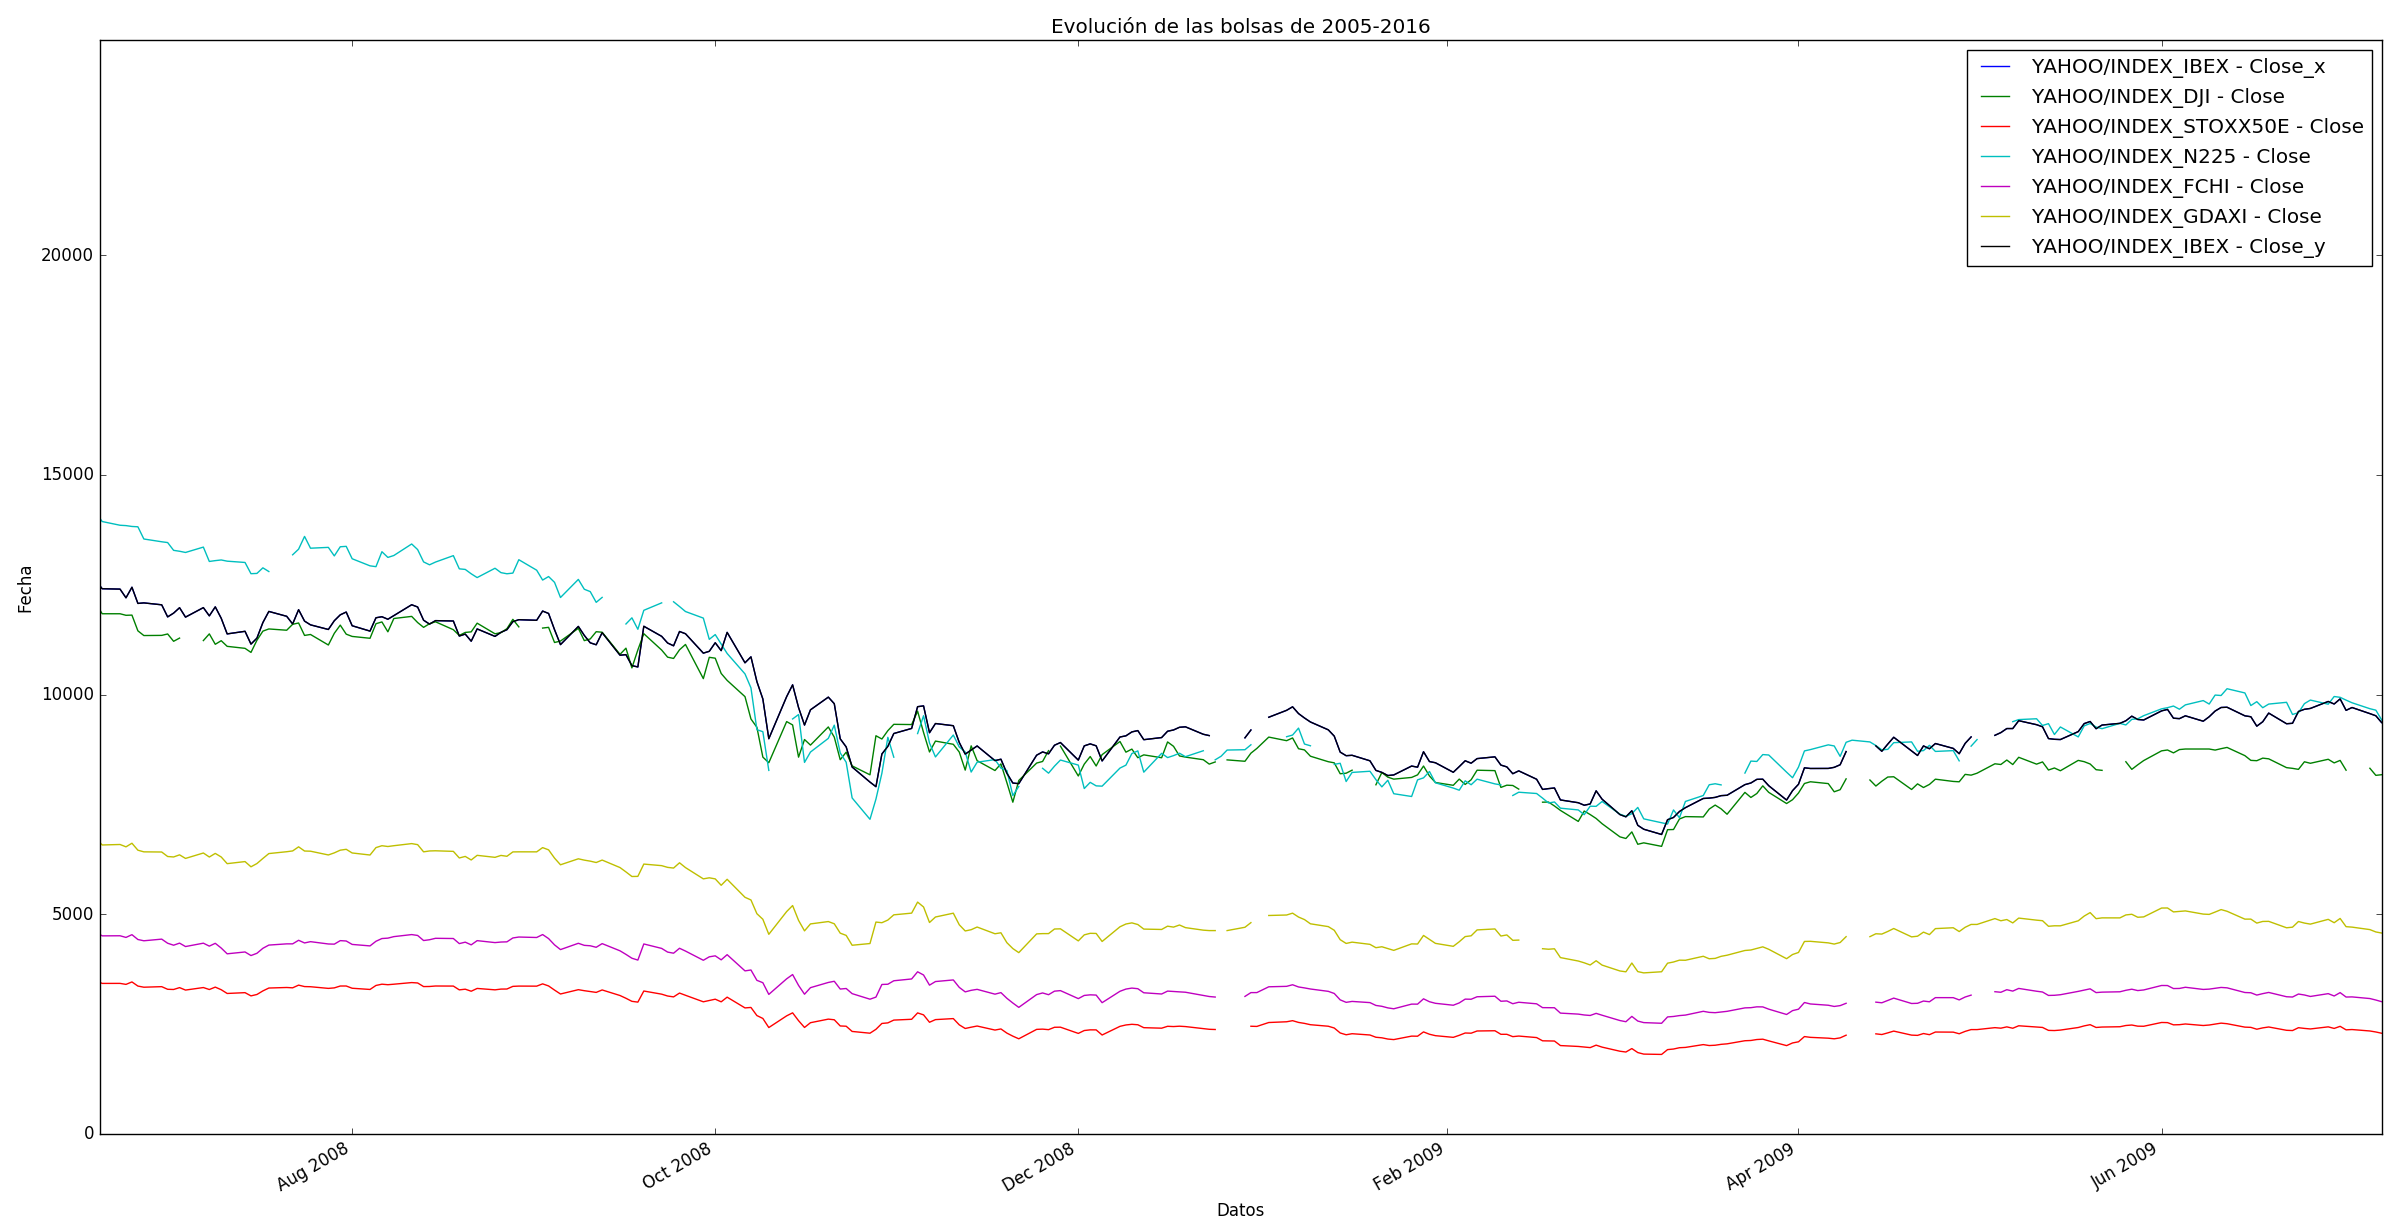 Evolución de las bolsas de 2005-2016
YAHOO/INDEX_IBEX - Close_x
YAHOO/INDEX_DJI - Close
YAHOO/INDEX_STOXX50E - Close
YAHOO/INDEX_N225 - Close
YAHOO/INDEX_FCHI - Close
YAHOO/INDEX_GDAXI - Close
YAHOO/INDEX_IBEX - Close_y
20000
15000
10000
5000
0
Fecha
Aug 2008
Oct 2008
Dec 2008
Feb 2009
Apr 2009
Jun 2009
Datos